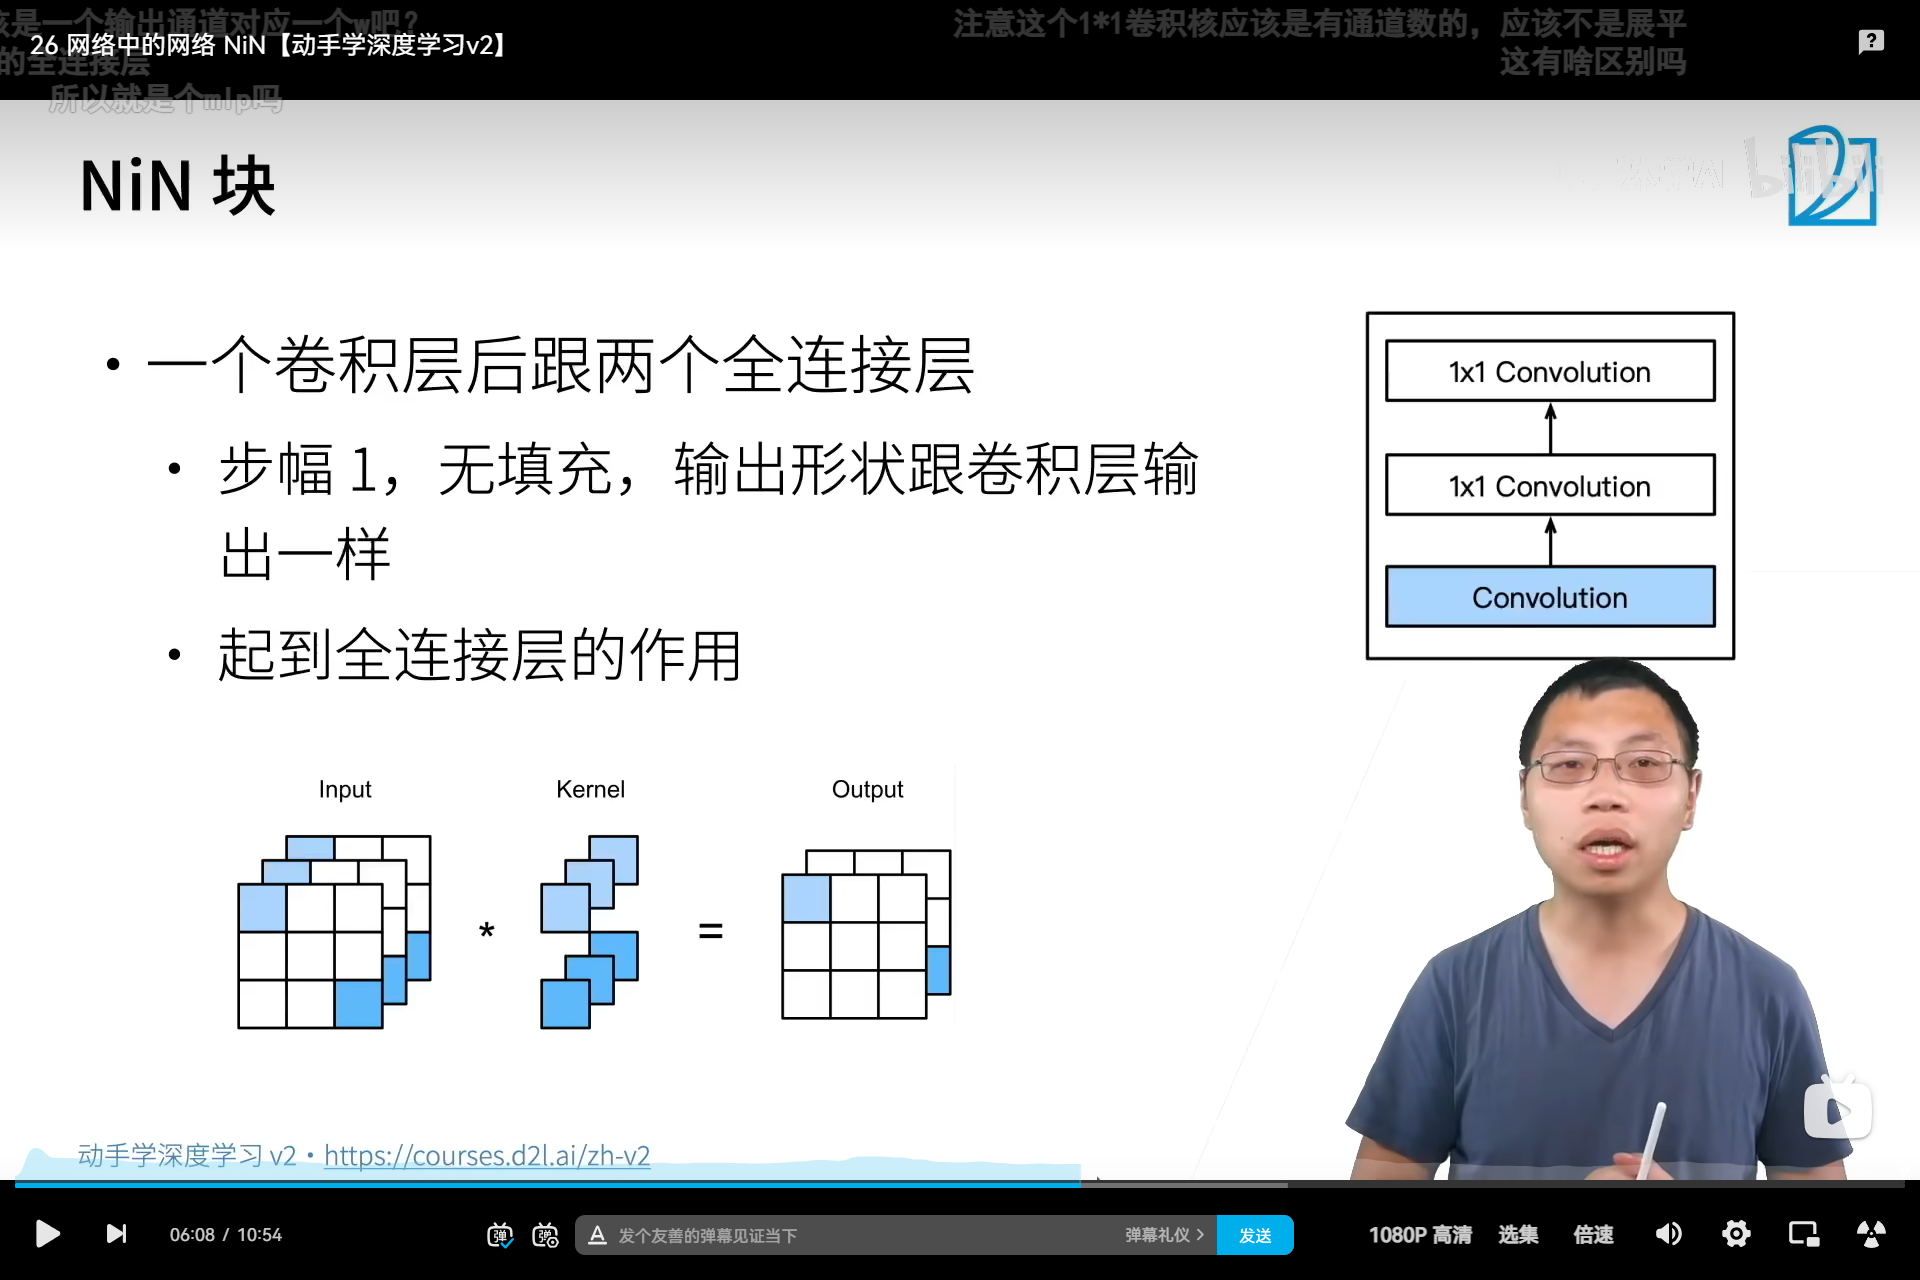 该是一个输出通道对应一个w吧?
注意这个1*1卷积核应该是有通道数的，应该不是展平
26 网络中的网络 NiN【动手学深度学习v2】
的全连接层
这有啥区别吗
所以就是个mlp吗
NiN 块
bilibili
• 一个卷积层后跟两个全连接层
• 步幅 1，无填充，输出形状跟卷积层输
出一样
• 起到全连接层的作用
1x1 Convolution
1x1 Convolution
Convolution
Input
Kernel
Output
*
=
动手学深度学习 v2 • https://courses.d2l.ai/zh-v2
06:08 / 10:54
弹
弹
A
发个友善的弹幕见证当下
弹幕礼仪 >
发送
1080P 高清
选集
倍速